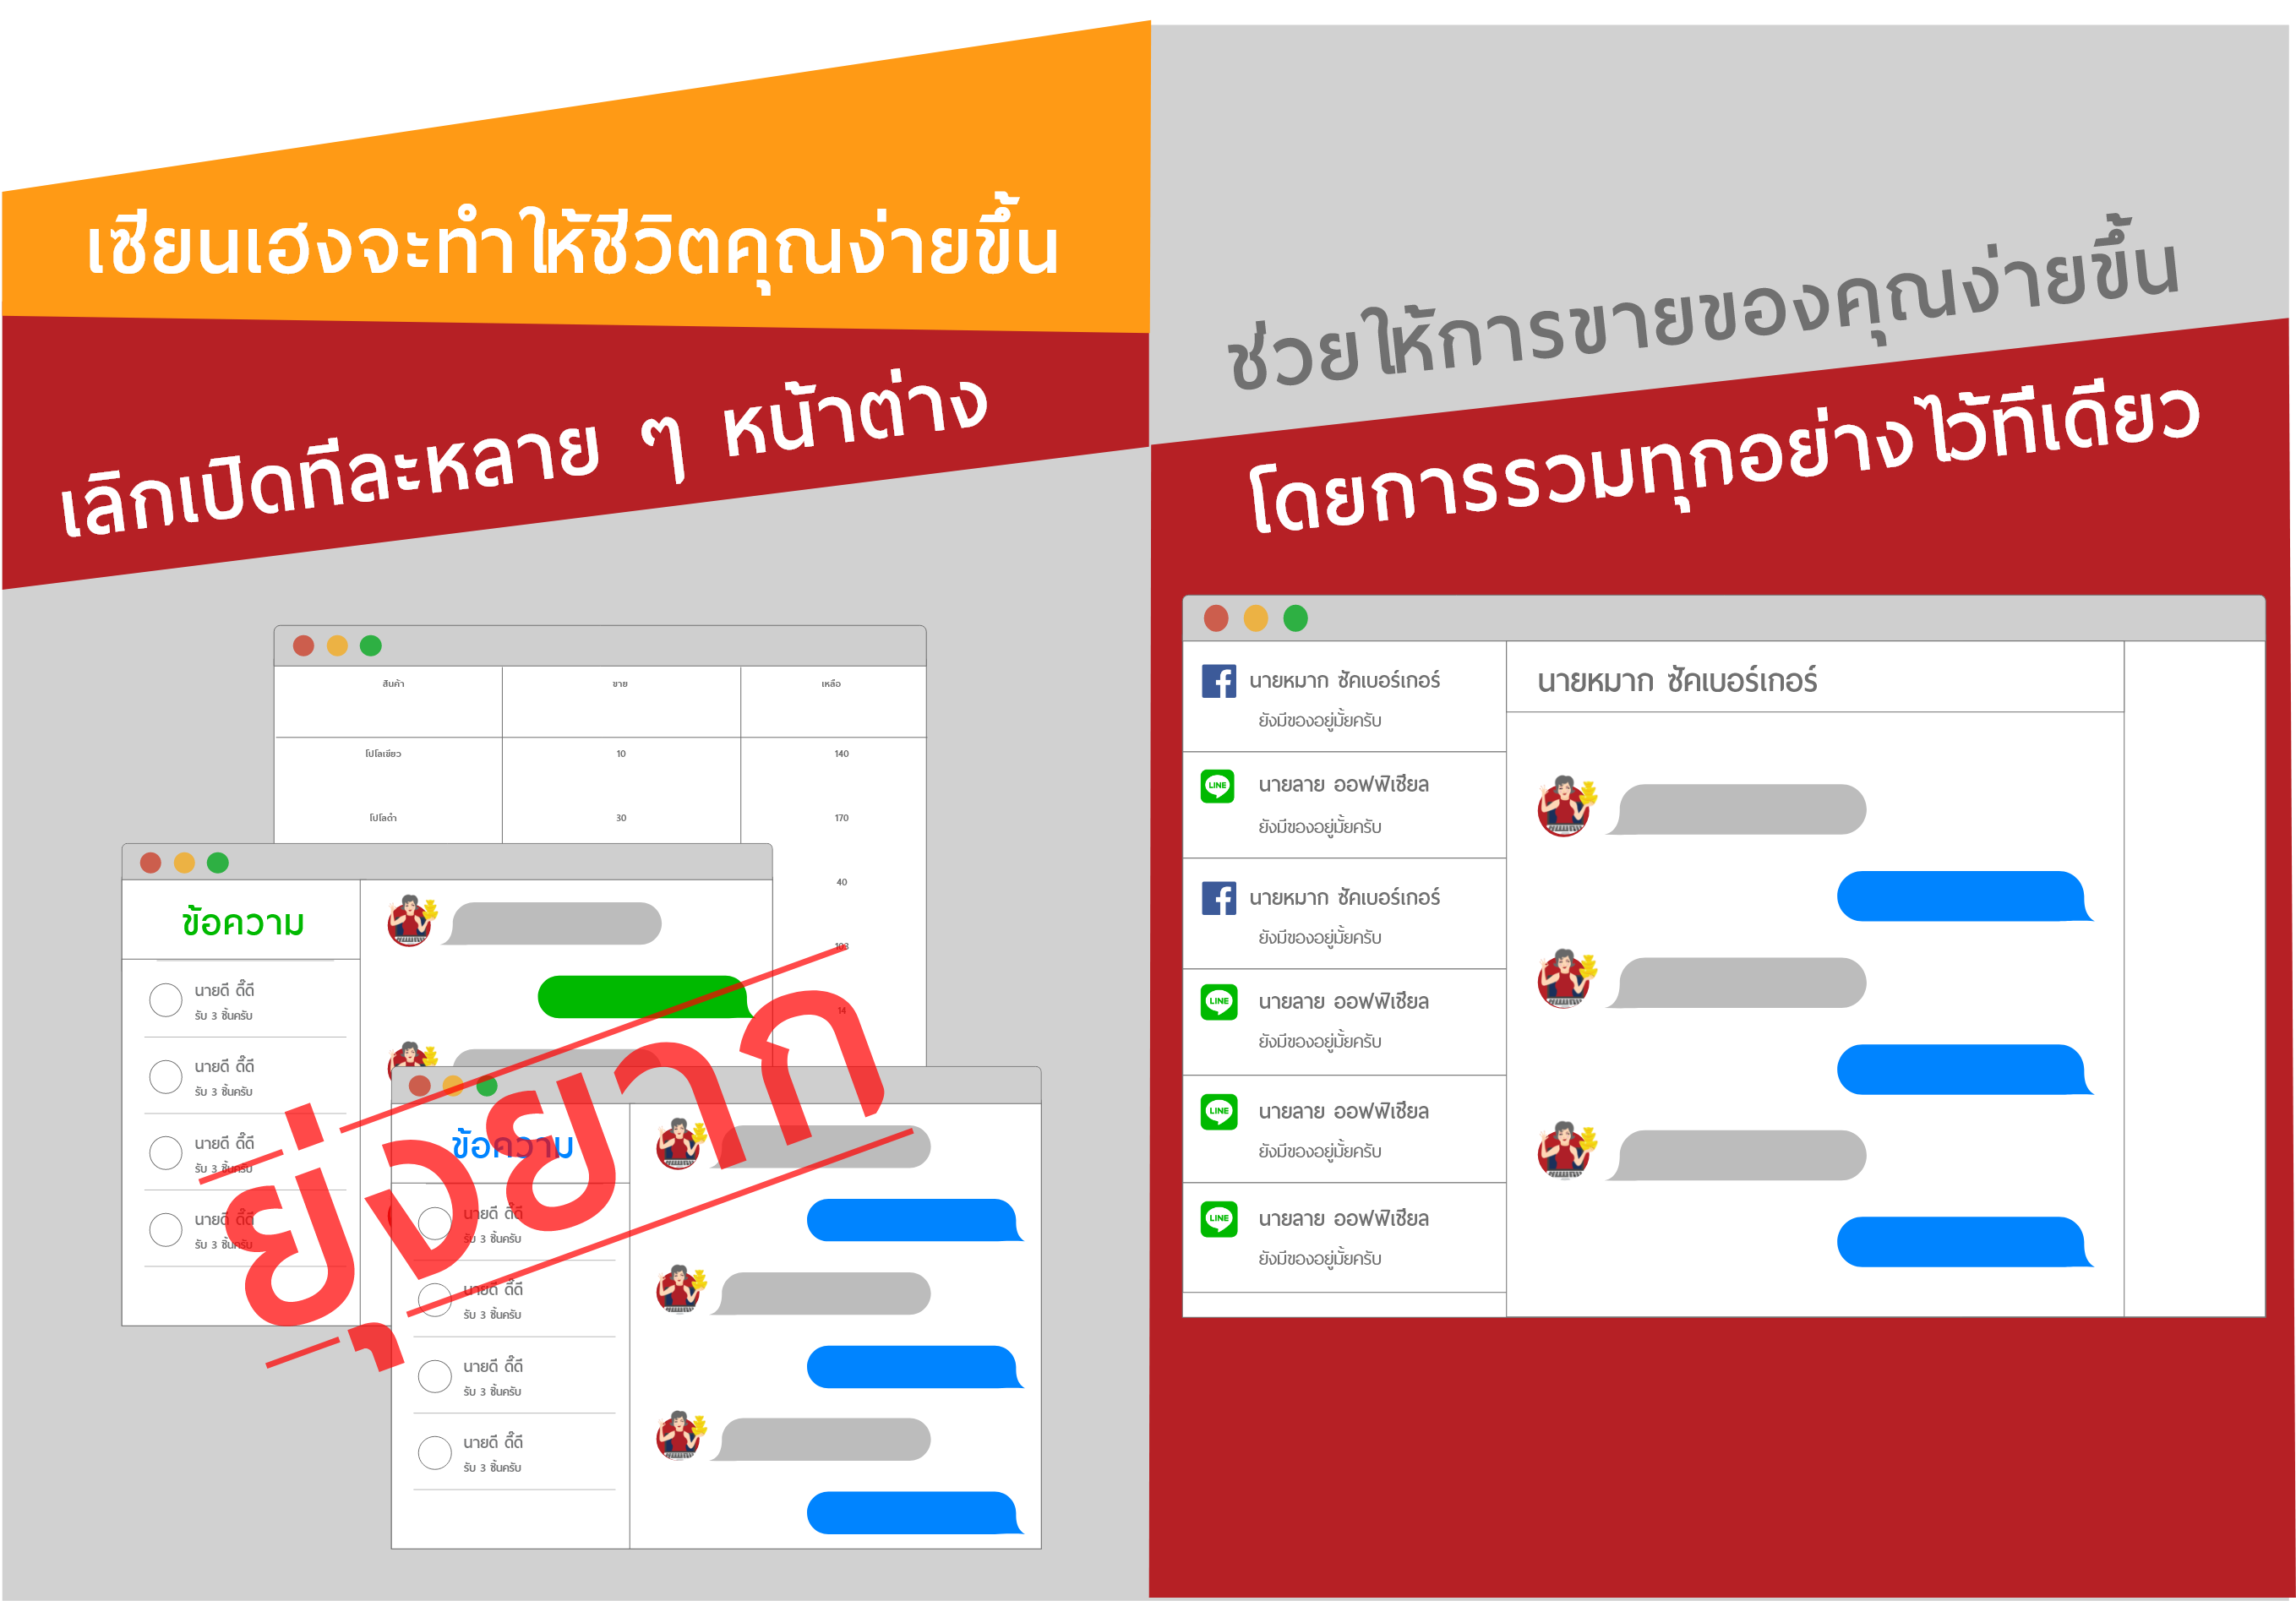 เซียนเฮงจะทำให้ชีวิตคุณง่ายขึ้น
เลิกเปิดทีละหลาย ๆ หน้าต่าง
สินค้า ขาย เหลือ
โปโลเขียว 10 140
โปโลดำ 30 170
40
103
14
ข้อความ
นายดี ดี๊ดี
รับ 3 ชิ้นครับ
นายดี ดี๊ดี
รับ 3 ชิ้นครับ
นายดี ดี๊ดี
รับ 3 ชิ้นครับ
นายดี ดี๊ดี
รับ 3 ชิ้นครับ
ข้อความ
นายดี ดี๊ดี
รับ 3 ชิ้นครับ
นายดี ดี๊ดี
รับ 3 ชิ้นครับ
นายดี ดี๊ดี
รับ 3 ชิ้นครับ
นายดี ดี๊ดี
รับ 3 ชิ้นครับ
ยุ่งยาก
ช่วยให้การขายของคุณง่ายขึ้น
โดยการรวมทุกอย่างไว้ที่เดียว
นายหมาก ซัคเบอร์เกอร์
ยังมีของอยู่มั้ยครับ
LINE นายลาย ออฟฟิเชียล
ยังมีของอยู่มั้ยครับ
นายหมาก ซัคเบอร์เกอร์
ยังมีของอยู่มั้ยครับ
LINE นายลาย ออฟฟิเชียล
ยังมีของอยู่มั้ยครับ
LINE นายลาย ออฟฟิเชียล
ยังมีของอยู่มั้ยครับ
LINE นายลาย ออฟฟิเชียล
ยังมีของอยู่มั้ยครับ
นายหมาก ซัคเบอร์เกอร์